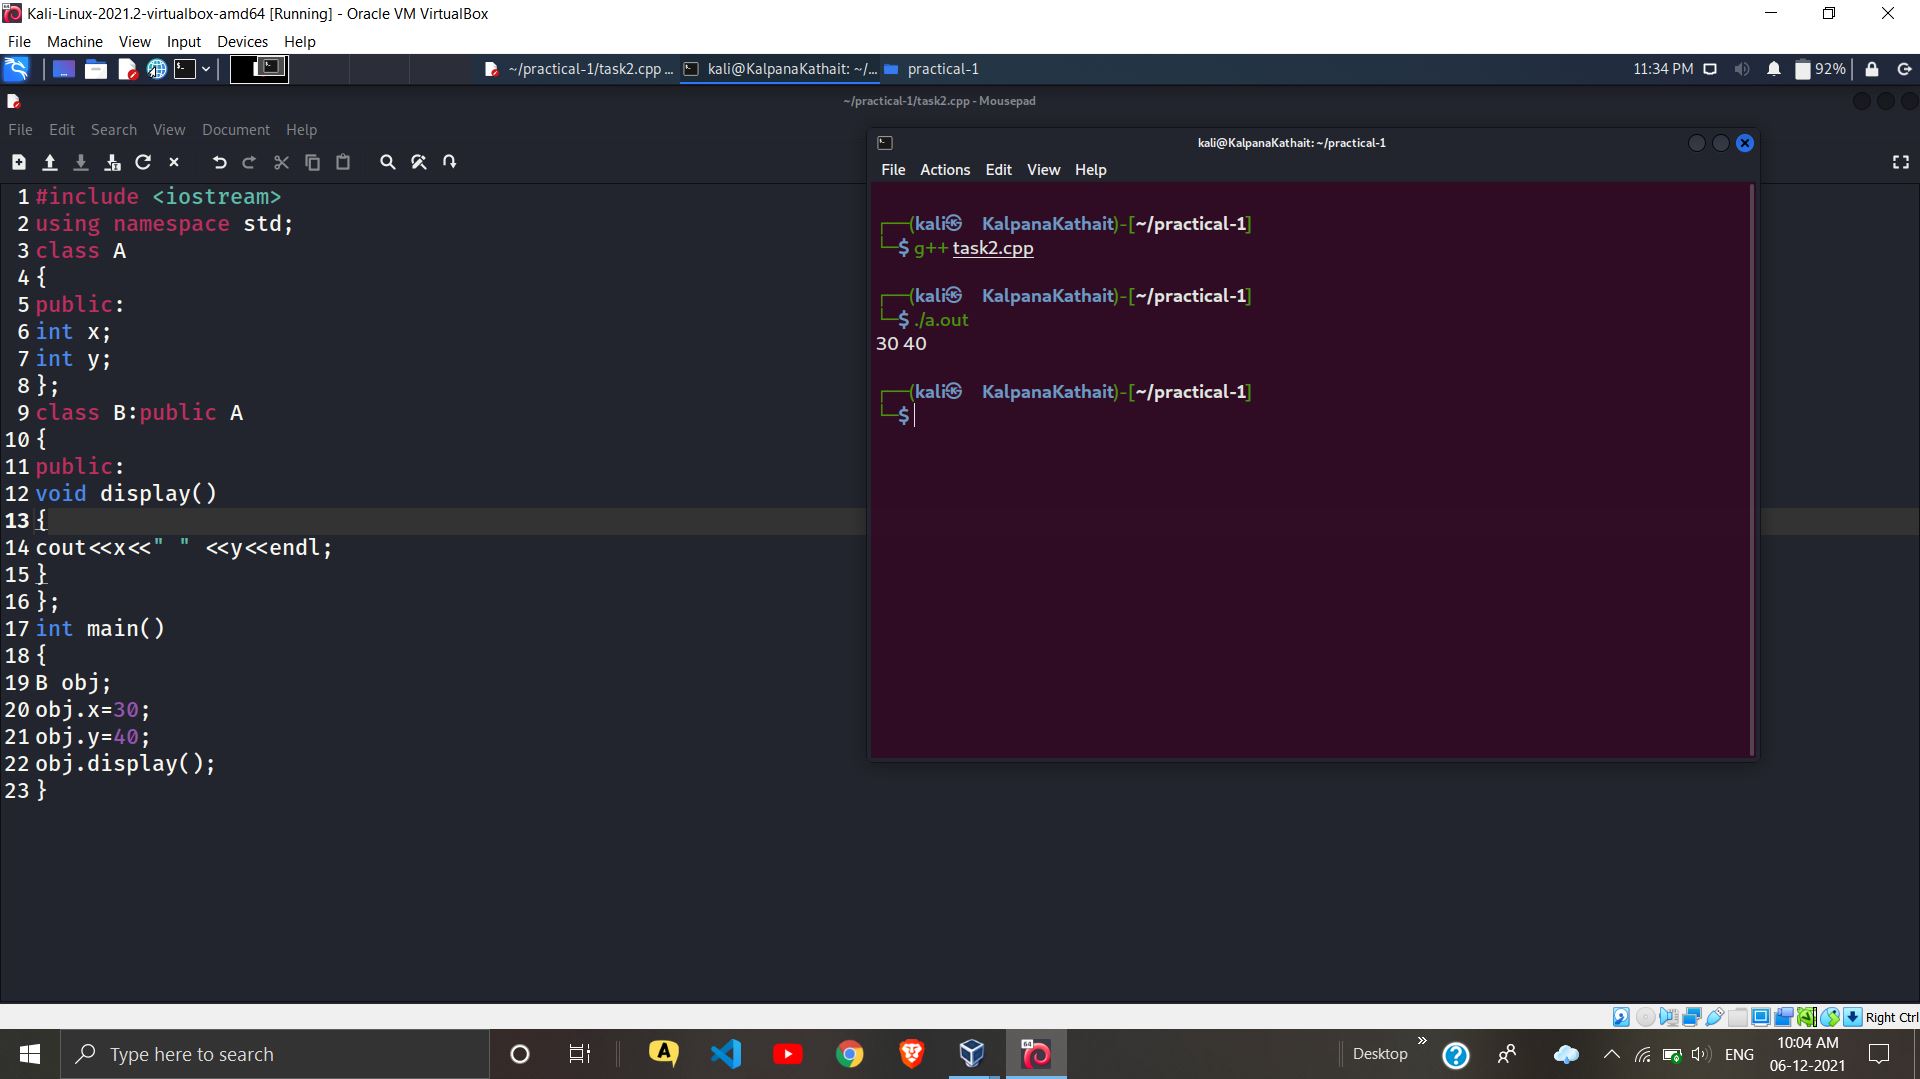 Kali-Linux-2021.2-virtualbox-amd64 [Running] - Oracle VM VirtualBox
File Machine View Input Devices Help
~/practical-1/task2.cpp ... kali@KalpanaKathait: ~/... practical-1 11:34 PM 92%
~/practical-1/task2.cpp - Mousepad
File Edit Search View Document Help
1 #include <iostream>
2 using namespace std;
3 class A
4 {
5 public:
6 int x;
7 int y;
8 };
9 class B:public A
10 {
11 public:
12 void display()
13 {
14 cout<<x<<" " <<y<<endl;
15 }
16 };
17 int main()
18 {
19 B obj;
20 obj.x=30;
21 obj.y=40;
22 obj.display();
23 }
kali@KalpanaKathait: ~/practical-1
File Actions Edit View Help
┌──(kali㉿ KalpanaKathait)-[~/practical-1]
└─$ g++ task2.cpp
┌──(kali㉿ KalpanaKathait)-[~/practical-1]
└─$ ./a.out
30 40
┌──(kali㉿ KalpanaKathait)-[~/practical-1]
└─$
Right Ctrl
Type here to search
Desktop » ENG
10:04 AM
06-12-2021